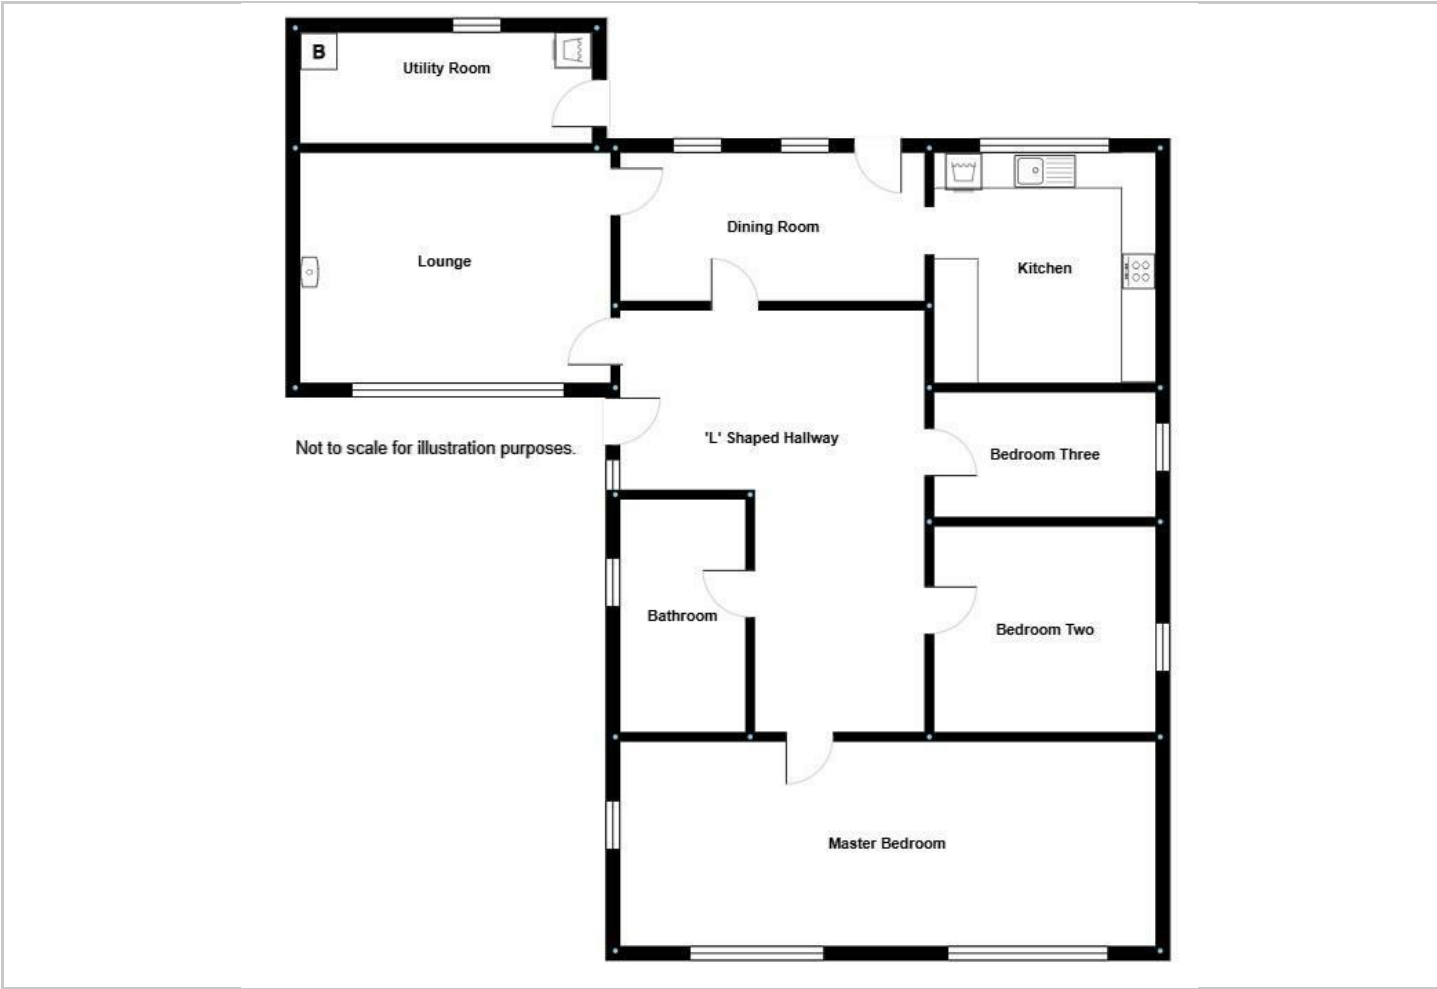 B
Utility Room
Dining Room
Lounge
Kitchen
'L' Shaped Hallway
Not to scale for illustration purposes.
Bedroom Three
Bathroom
Bedroom Two
Master Bedroom